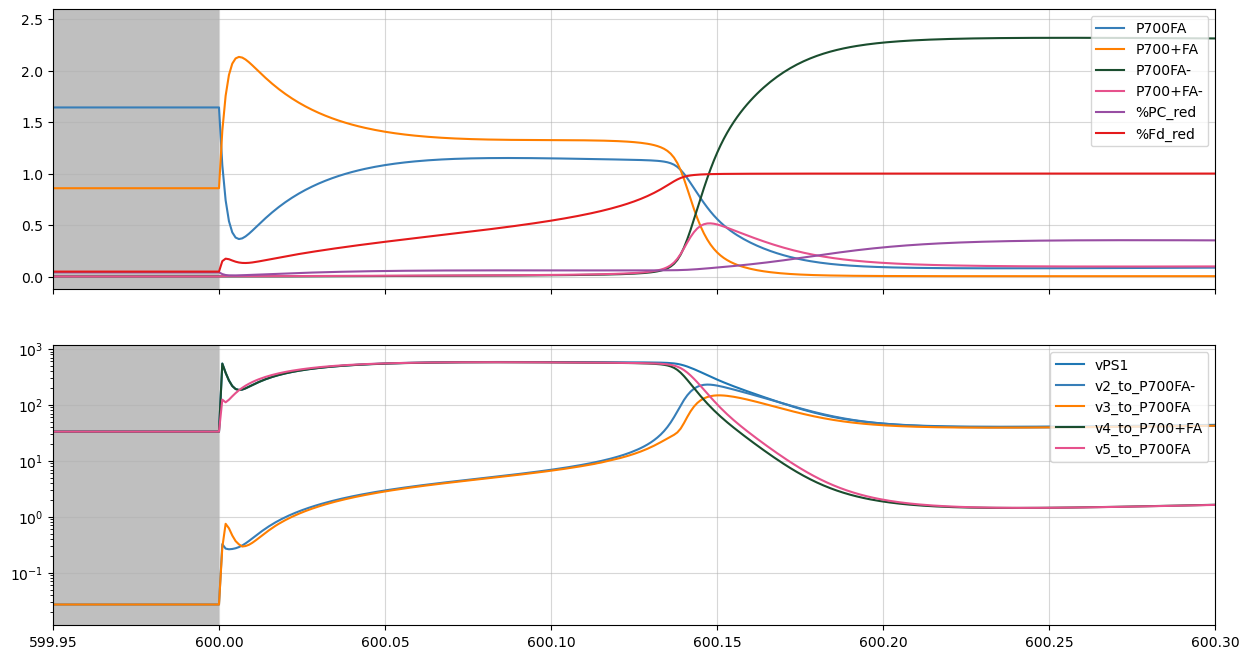 2.5
2.0
1.5
1.0
0.5
0.0
P700FA
P700+FA
P700FA-
P700+FA-
%PC_red
%Fd_red
10³
10²
10¹
10⁰
10⁻¹
vPS1
v2_to_P700FA-
v3_to_P700FA
v4_to_P700+FA
v5_to_P700FA
599.95 600.00 600.05 600.10 600.15 600.20 600.25 600.30